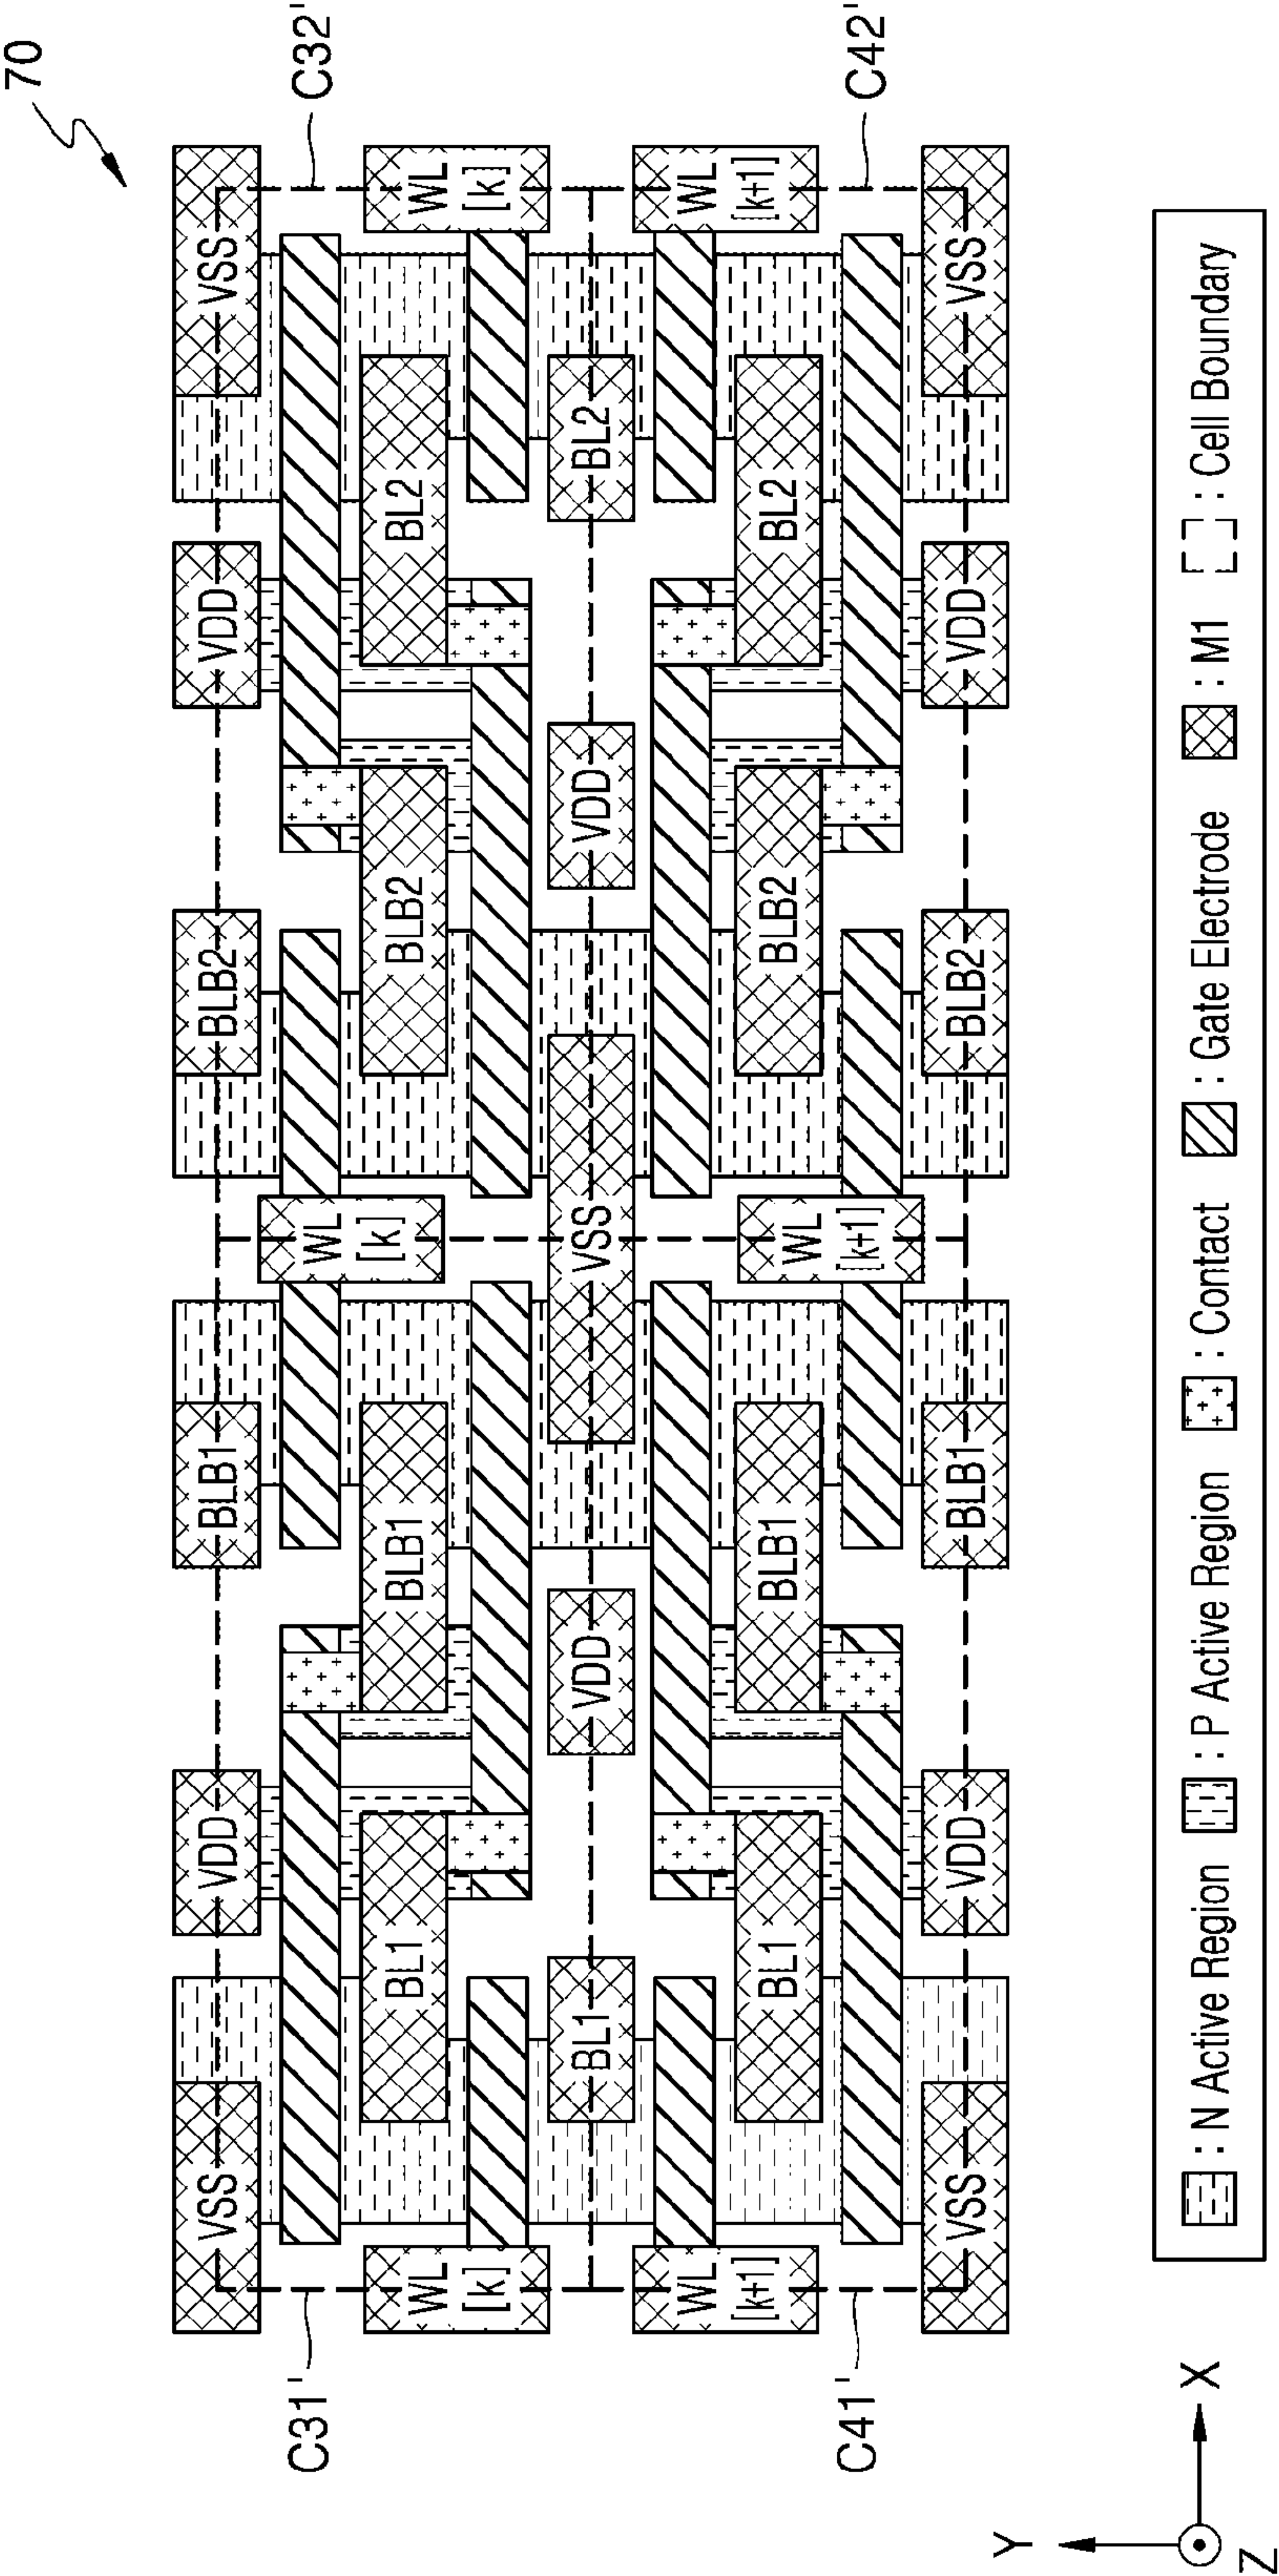 70
C31' C32'
VSS VDD BLB1 BLB2 VDD VSS
WL [k] BL1 BLB1 WL [k] BLB2 BL2 WL [k]
BL1 VDD VSS VDD BL2
WL [k+1] BL1 BLB1 WL [k+1] BLB2 BL2 WL [k+1]
VSS VDD BLB1 BLB2 VDD VSS
C41' C42'
Y
X
Z
: N Active Region : P Active Region : Contact : Gate Electrode : M1 : Cell Boundary